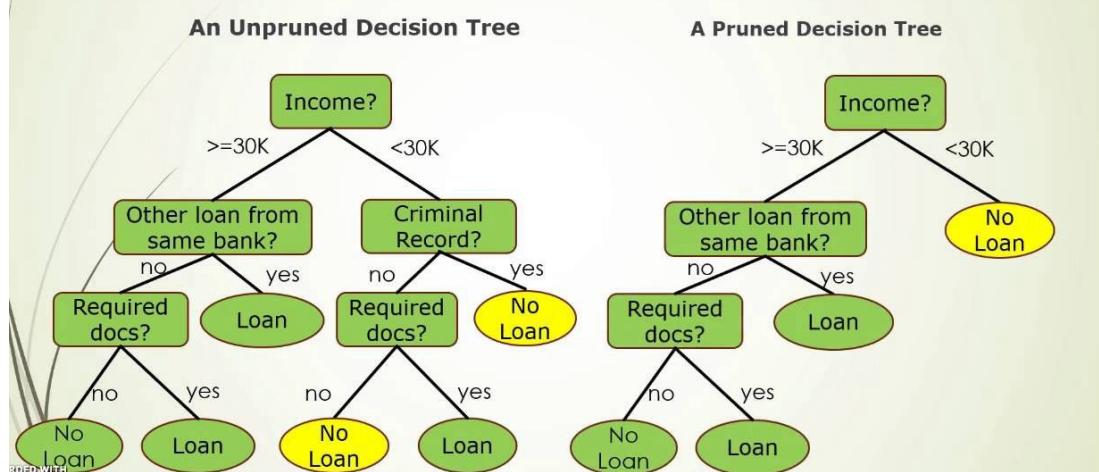 An Unpruned Decision Tree
Income?
>=30K
<30K
Other loan from
same bank?
Criminal
Record?
no
yes
no
yes
Required
docs?
Loan
Required
docs?
No
Loan
no
yes
no
yes
No
Loan
Loan
No
Loan
Loan
A Pruned Decision Tree
Income?
>=30K
<30K
Other loan from
same bank?
No
Loan
no
yes
Required
docs?
Loan
no
yes
No
Loan
Loan
WITH